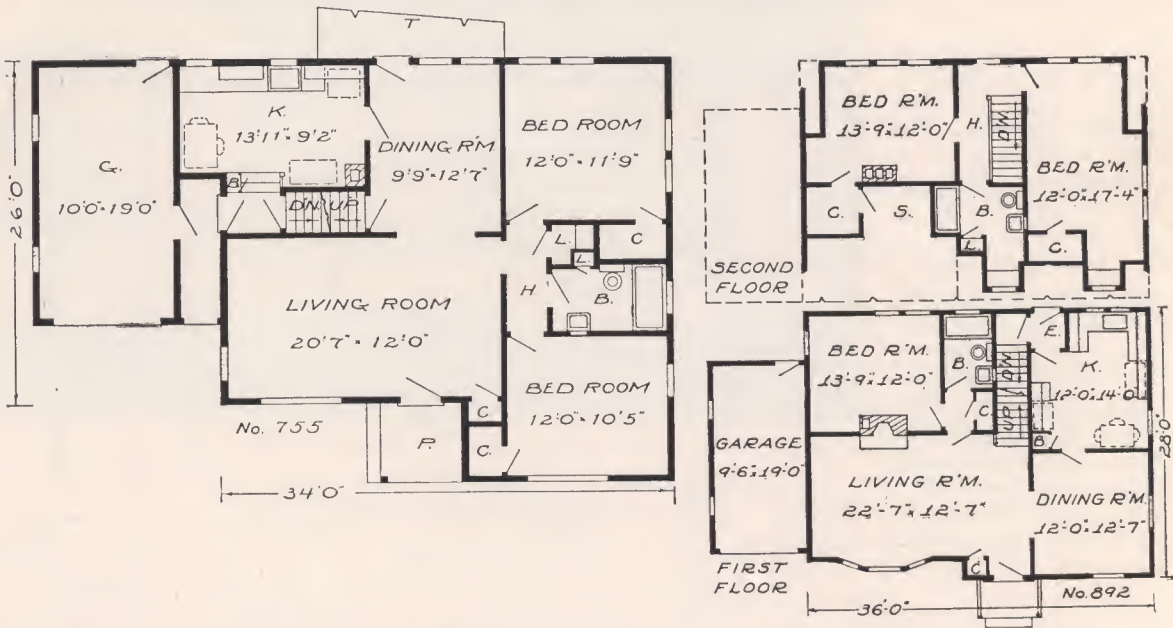 T
G.
10'0"×19'0"
26'0"
K.
13'11"×9'2"
B
DINING R'M
9'9"×12'7"
BED ROOM
12'0"×11'9"
DN UP
L.
L.
C
H
B.
LIVING ROOM
20'7"×12'0"
BED ROOM
12'0"×10'5"
C
C.
P.
No. 755
34'0"
BED R'M.
13'-9"×12'-0"
H.
DN
BED R'M.
12'-0"×17'-4"
C.
S.
B.
L.
C.
SECOND
FLOOR
BED R'M.
13'-9"×12'-0"
B.
DN
UP
C.
E.
K.
12'-0"×14'-0"
B
28'-0"
GARAGE
9'-6"×19'-0"
LIVING R'M.
22'-7"×12'-7"
DINING R'M.
12'-0"×12'-7"
C
FIRST
FLOOR
No. 892
36'-0"